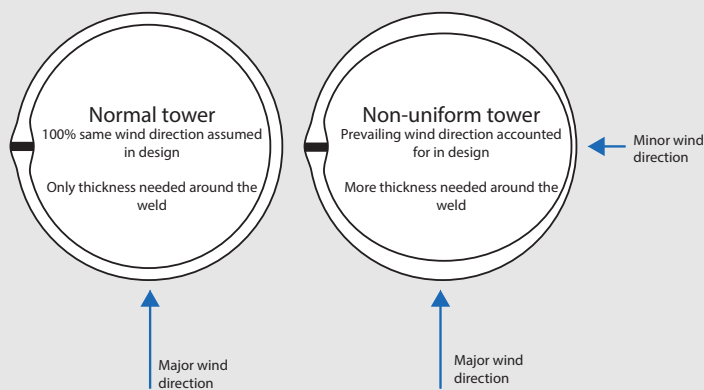 Normal tower
100% same wind direction assumed
in design
Only thickness needed around the
weld
Non-uniform tower
Prevailing wind direction accounted
for in design
More thickness needed around the
weld
Minor wind
direction
Major wind
direction
Major wind
direction